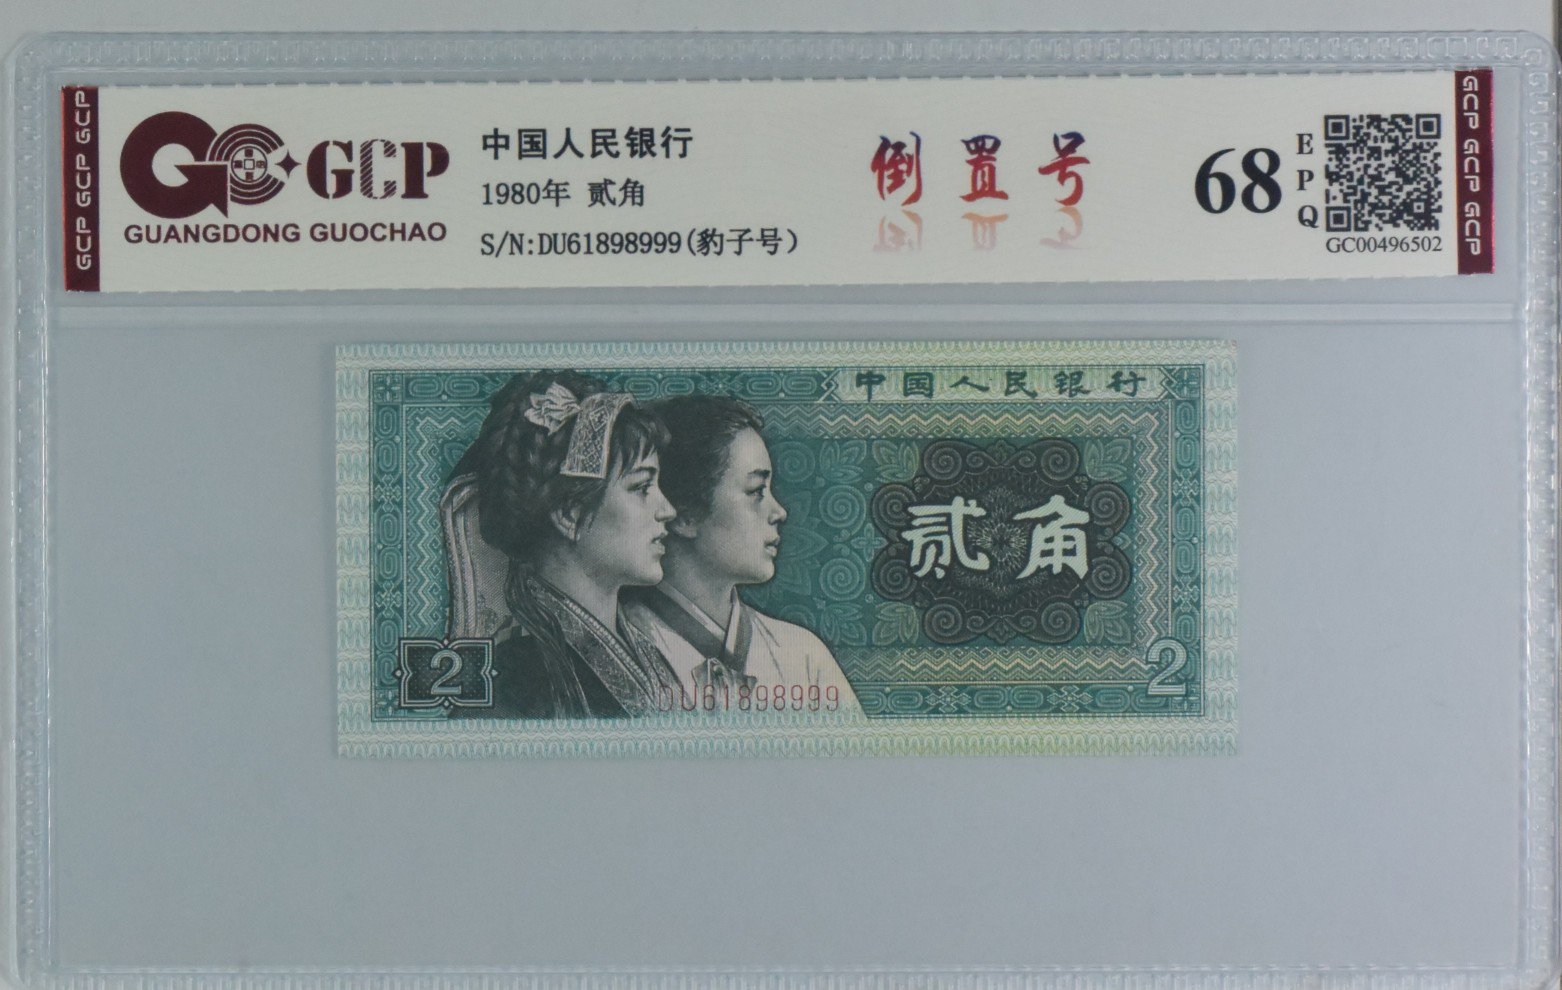 GCP GCP GCP
GCP
GUANGDONG GUOCHAO
中国人民银行
1980年 贰角
S/N:DU61898999(豹子号)
倒置号
68
EPQ
GC00496502
GCP GCP GCP
中国人民银行
贰角
2
2
DU61898999